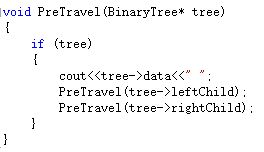 void PreTravel(BinaryTree* tree)
{
    if (tree)
    {
        cout<<tree->data<<" ";
        PreTravel(tree->leftChild);
        PreTravel(tree->rightChild);
    }
}